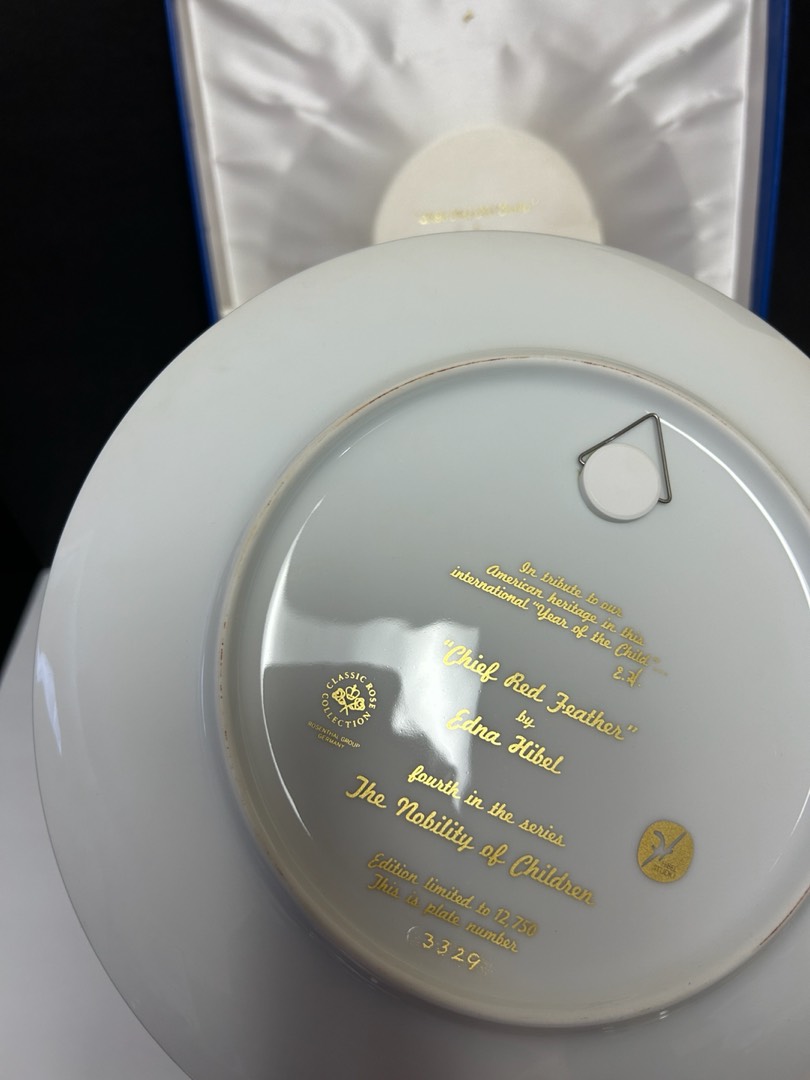 In tribute to our
American heritage in this
international "Year of the Child"...
E.H.
"Chief Red Feather"
by
Edna Hibel
CLASSIC ROSE
COLLECTION
ROSENTHAL GROUP
GERMANY
fourth in the series
The Nobility of Children
Edition limited to 12,750
This is plate number
3329
HIBEL
STUDIO